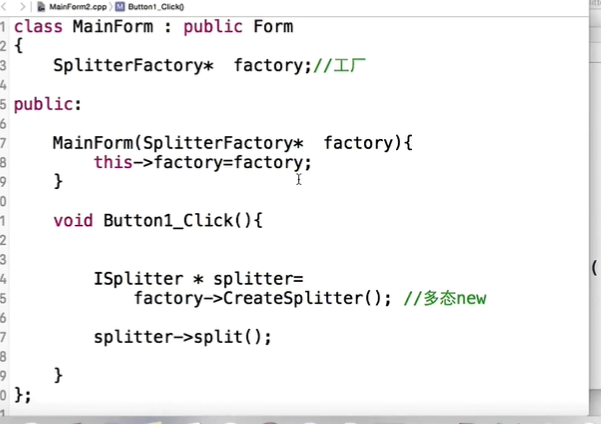 MainForm2.cpp > M Button1_Click()
1 class MainForm : public Form
2 {
3     SplitterFactory*  factory;//工厂
4
5 public:
6
7     MainForm(SplitterFactory*  factory){
8         this->factory=factory;
9     }
0
1     void Button1_Click(){
2
3
4         ISplitter * splitter=
5             factory->CreateSplitter(); //多态new
6
7         splitter->split();
8
9     }
0 };
1
(